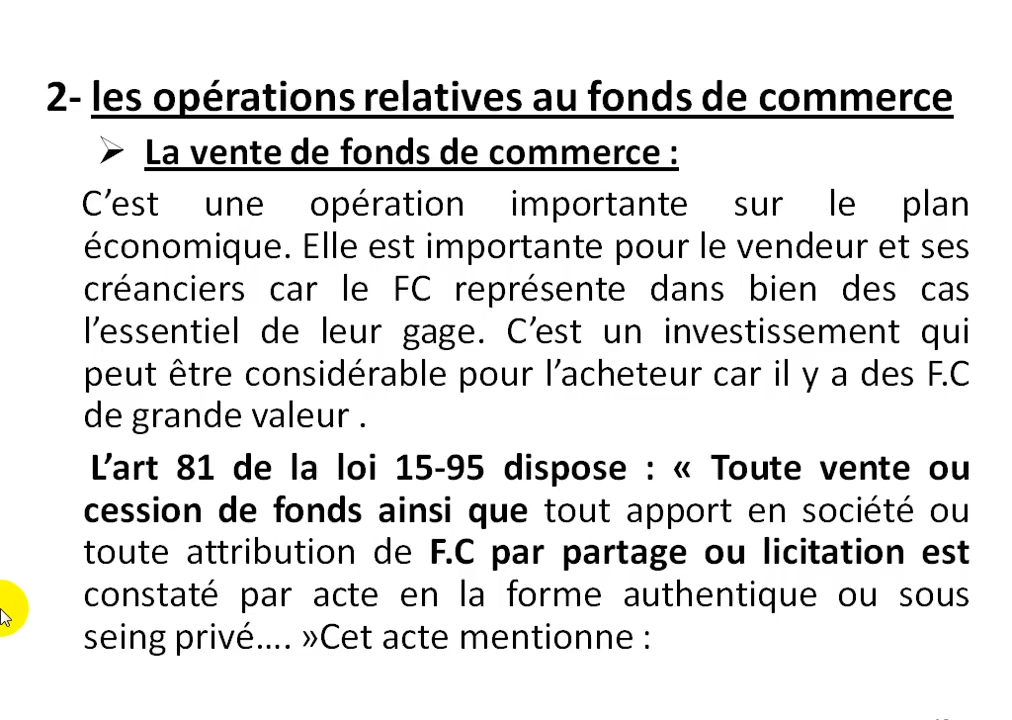 2- les opérations relatives au fonds de commerce
➢ La vente de fonds de commerce :
C’est une opération importante sur le plan
économique. Elle est importante pour le vendeur et ses
créanciers car le FC représente dans bien des cas
l’essentiel de leur gage. C’est un investissement qui
peut être considérable pour l’acheteur car il y a des F.C
de grande valeur .
L’art 81 de la loi 15-95 dispose : « Toute vente ou
cession de fonds ainsi que tout apport en société ou
toute attribution de F.C par partage ou licitation est
constaté par acte en la forme authentique ou sous
seing privé…. »Cet acte mentionne :